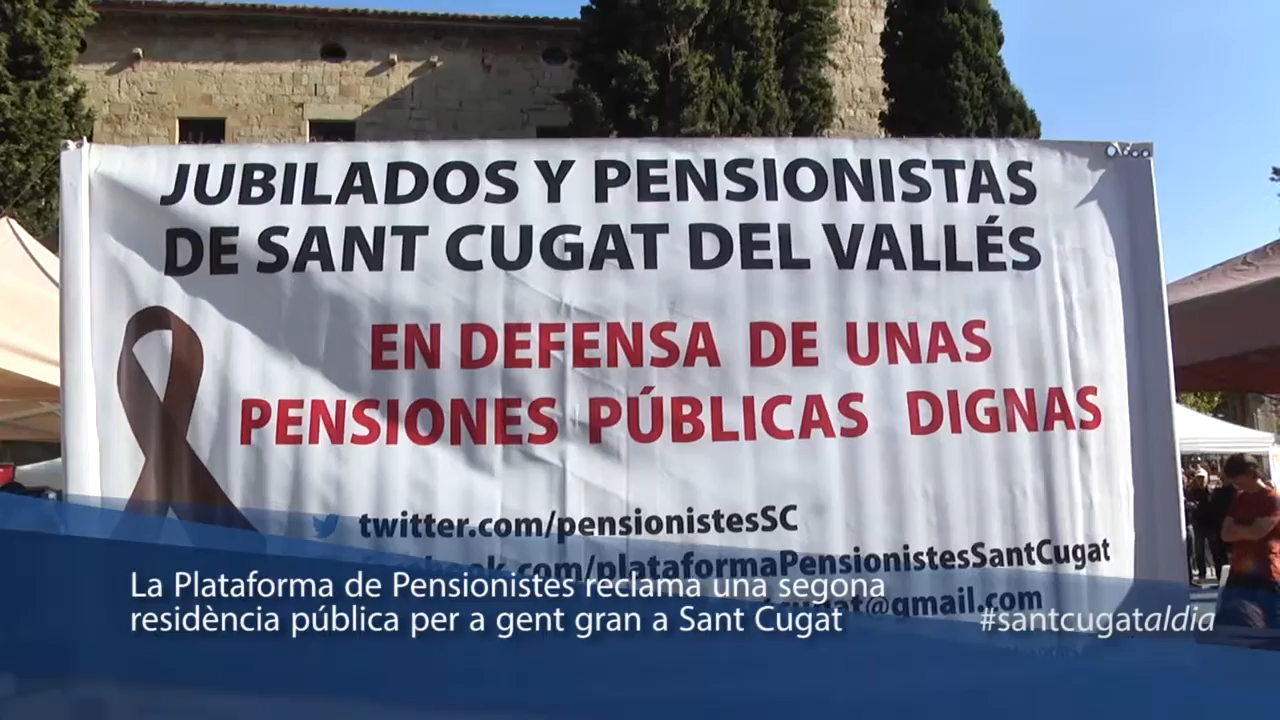 JUBILADOS Y PENSIONISTAS
DE SANT CUGAT DEL VALLÉS
EN DEFENSA DE UNAS
PENSIONES PÚBLICAS DIGNAS
twitter.com/pensionistesSC
.com/plataformaPensionistesSantCugat
@gmail.com
La Plataforma de Pensionistes reclama una segona
residència pública per a gent gran a Sant Cugat
#santcugataldia